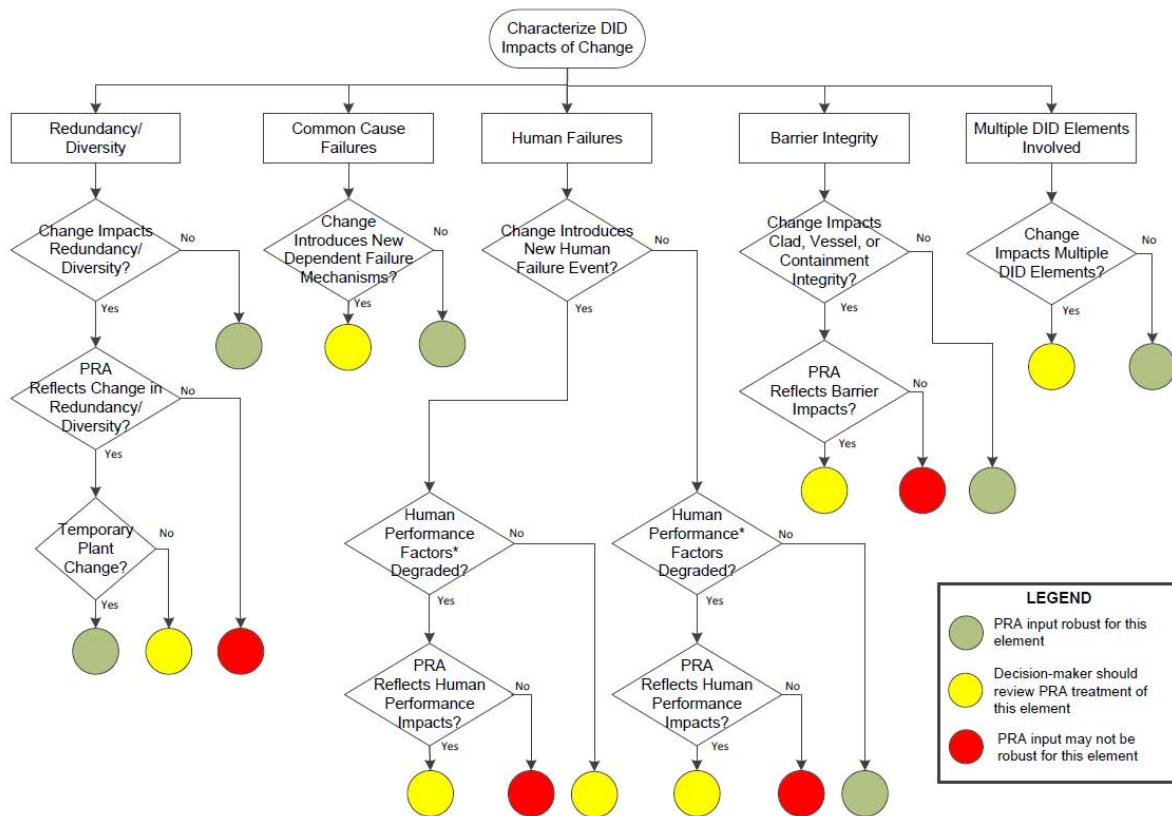 Characterize DID
Impacts of Change
Redundancy/
Diversity
Common Cause
Failures
Human Failures
Barrier Integrity
Multiple DID Elements
Involved
Change Impacts
Redundancy/
Diversity?
No
Yes
Change
Introduces New
Dependent Failure
Mechanisms?
No
Yes
Change Introduces
New Human
Failure Event?
No
Yes
Change Impacts
Clad, Vessel, or
Containment
Integrity?
No
Yes
Change
Impacts Multiple
DID Elements?
No
Yes
PRA
Reflects Change in
Redundancy/
Diversity?
No
Yes
PRA
Reflects Barrier
Impacts?
No
Yes
Temporary
Plant
Change?
No
Yes
Human
Performance
Factors*
Degraded?
No
Yes
Human
Performance*
Factors
Degraded?
No
Yes
PRA
Reflects Human
Performance
Impacts?
No
Yes
PRA
Reflects Human
Performance
Impacts?
No
Yes
LEGEND
PRA input robust for this
element
Decision-maker should
review PRA treatment of
this element
PRA input may not be
robust for this element